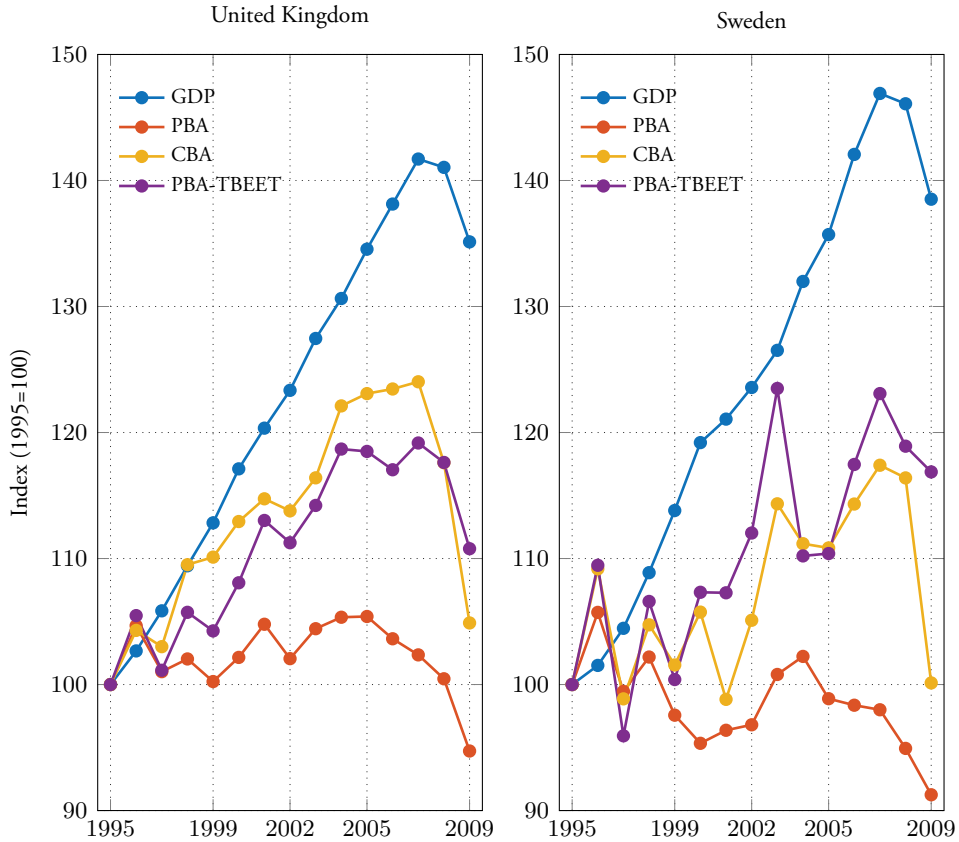 United Kingdom
Sweden
Index (1995=100)
150
140
130
120
110
100
90
GDP
PBA
CBA
PBA-TBEET
1995 1999 2002 2005 2009
150
140
130
120
110
100
90
GDP
PBA
CBA
PBA-TBEET
1995 1999 2002 2005 2009